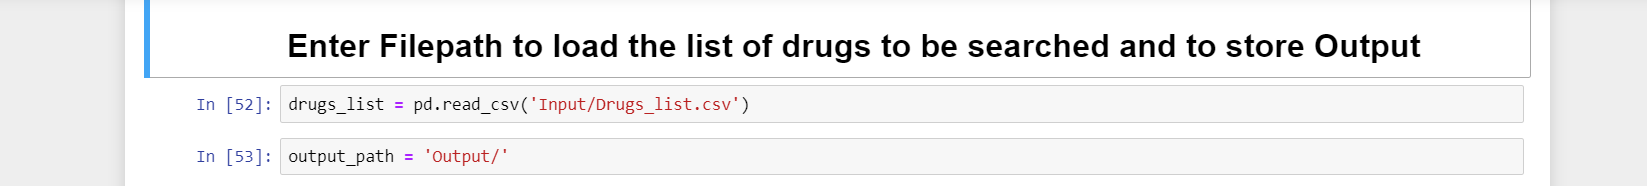 Enter Filepath to load the list of drugs to be searched and to store Output
In [52]: drugs_list = pd.read_csv('Input/Drugs_list.csv')
In [53]: output_path = 'Output/'